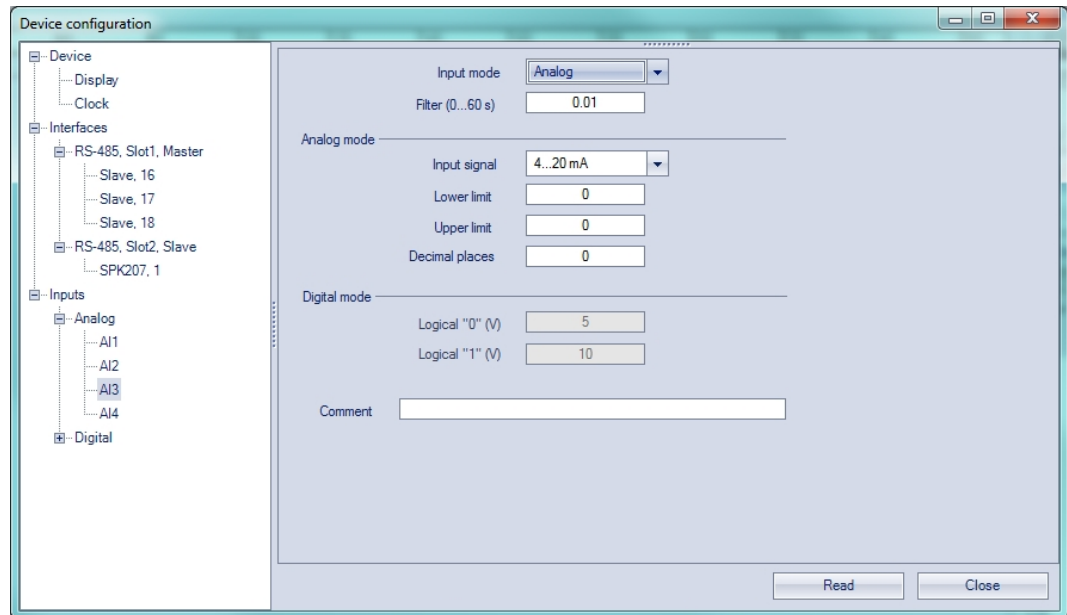 Device configuration
Device
Display
Clock
Interfaces
RS-485, Slot1, Master
Slave, 16
Slave, 17
Slave, 18
RS-485, Slot2, Slave
SPK207, 1
Inputs
Analog
AI1
AI2
AI3
AI4
Digital
Input mode Analog
Filter (0...60 s) 0.01
Analog mode
Input signal 4...20 mA
Lower limit 0
Upper limit 0
Decimal places 0
Digital mode
Logical "0" (V) 5
Logical "1" (V) 10
Comment
Read Close